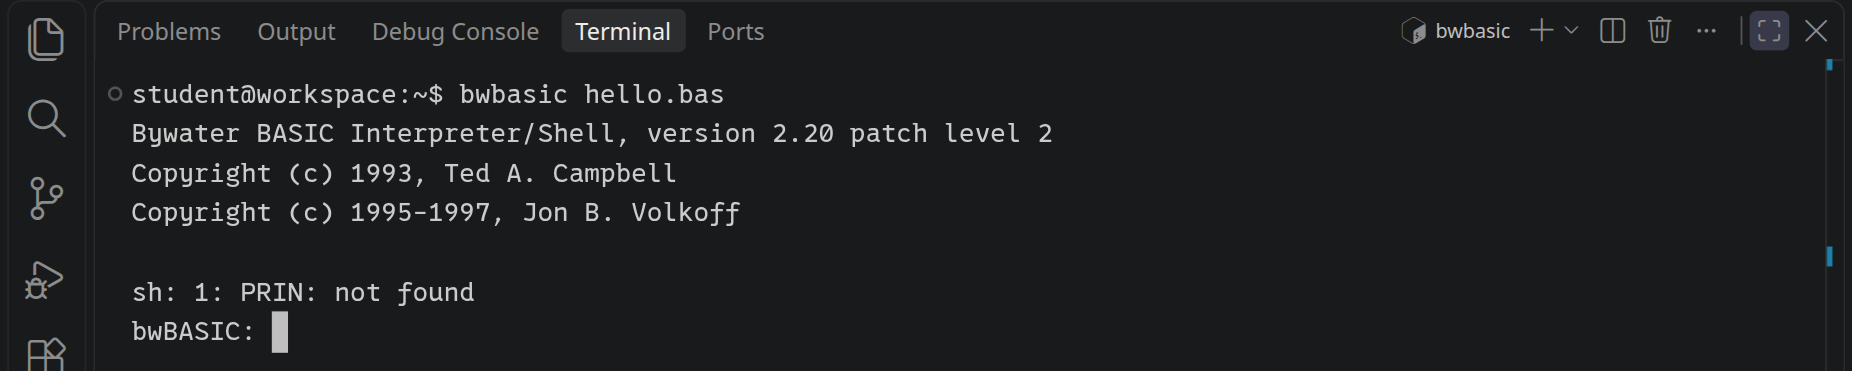 Problems Output Debug Console Terminal Ports bwbasic
student@workspace:~$ bwbasic hello.bas
Bywater BASIC Interpreter/Shell, version 2.20 patch level 2
Copyright (c) 1993, Ted A. Campbell
Copyright (c) 1995-1997, Jon B. Volkoff
sh: 1: PRIN: not found
bwBASIC: